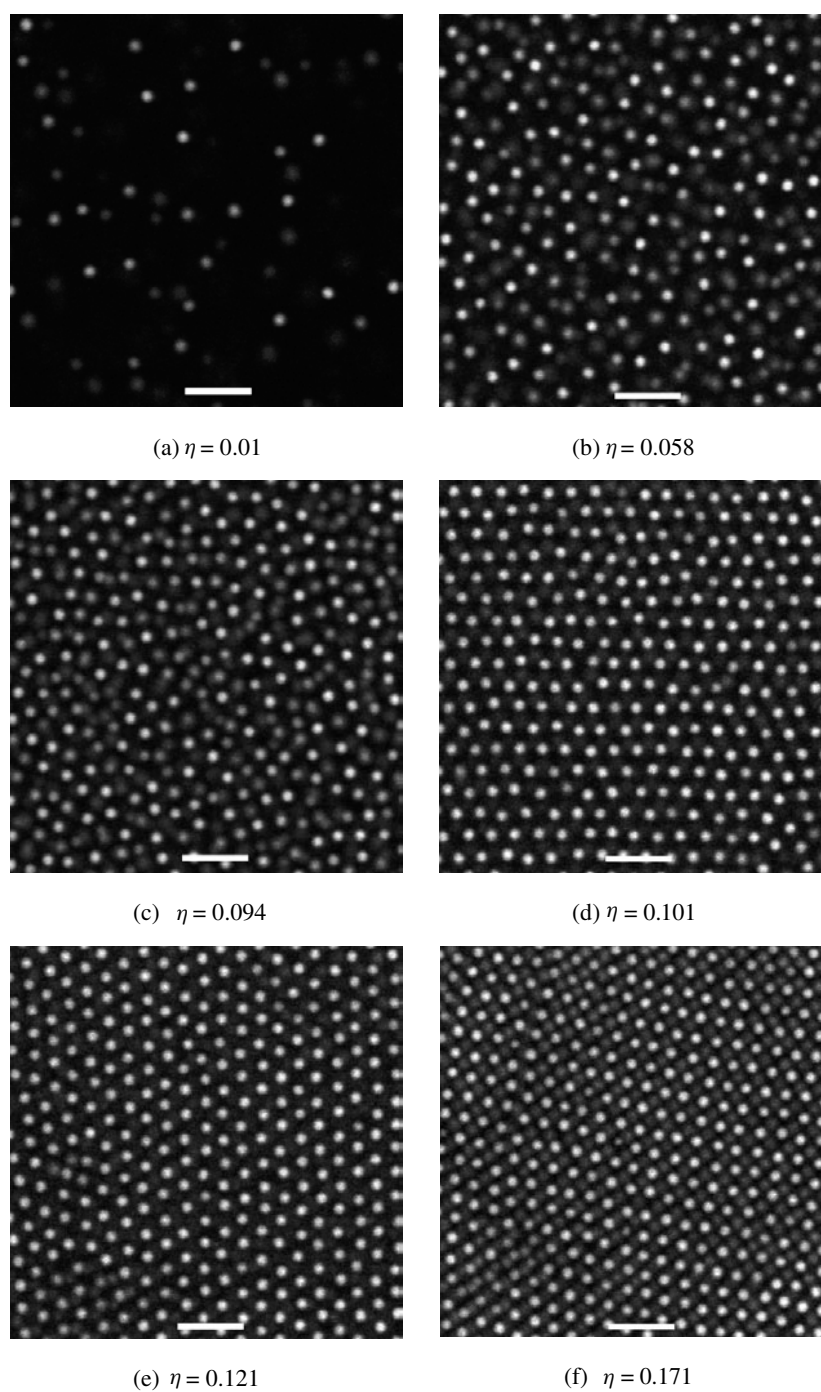 (a) η = 0.01
(b) η = 0.058
(c) η = 0.094
(d) η = 0.101
(e) η = 0.121
(f) η = 0.171